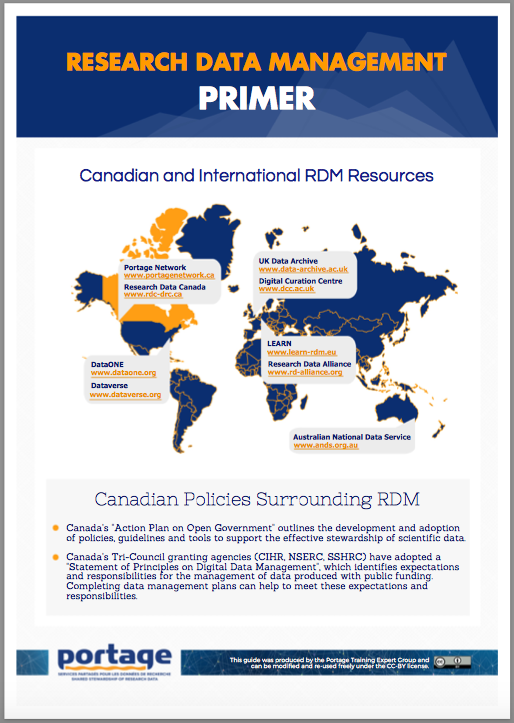 RESEARCH DATA MANAGEMENT
PRIMER
Canadian and International RDM Resources
Portage Network
www.portagenetwork.ca
Research Data Canada
www.rdc-drc.ca
UK Data Archive
www.data-archive.ac.uk
Digital Curation Centre
www.dcc.ac.uk
LEARN
www.learn-rdm.eu
Research Data Alliance
www.rd-alliance.org
DataONE
www.dataone.org
Dataverse
www.dataverse.org
Australian National Data Service
www.ands.org.au
Canadian Policies Surrounding RDM
Canada's "Action Plan on Open Government" outlines the development and adoption
of policies, guidelines and tools to support the effective stewardship of scientific data.
Canada's Tri-Council granting agencies (CIHR, NSERC, SSHRC) have adopted a
"Statement of Principles on Digital Data Management", which identifies expectations
and responsibilities for the management of data produced with public funding.
Completing data management plans can help to meet these expectations and
responsibilities.
portage
SERVICES PARTAGÉS POUR LES DONNÉES DE RECHERCHE
SHARED STEWARDSHIP OF RESEARCH DATA
This guide was produced by the Portage Training Expert Group and
can be modified and re-used freely under the CC-BY license.